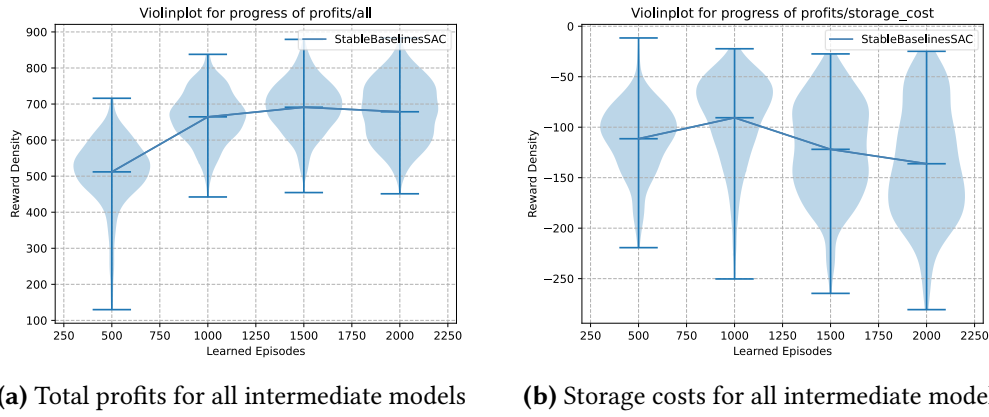 Violinplot for progress of profits/all
900
800
700
600
500
400
300
200
100
Reward Density
StableBaselinesSAC
250 500 750 1000 1250 1500 1750 2000 2250
Learned Episodes
(a) Total profits for all intermediate models
Violinplot for progress of profits/storage_cost
0
−50
−100
−150
−200
−250
Reward Density
StableBaselinesSAC
250 500 750 1000 1250 1500 1750 2000 2250
Learned Episodes
(b) Storage costs for all intermediate model